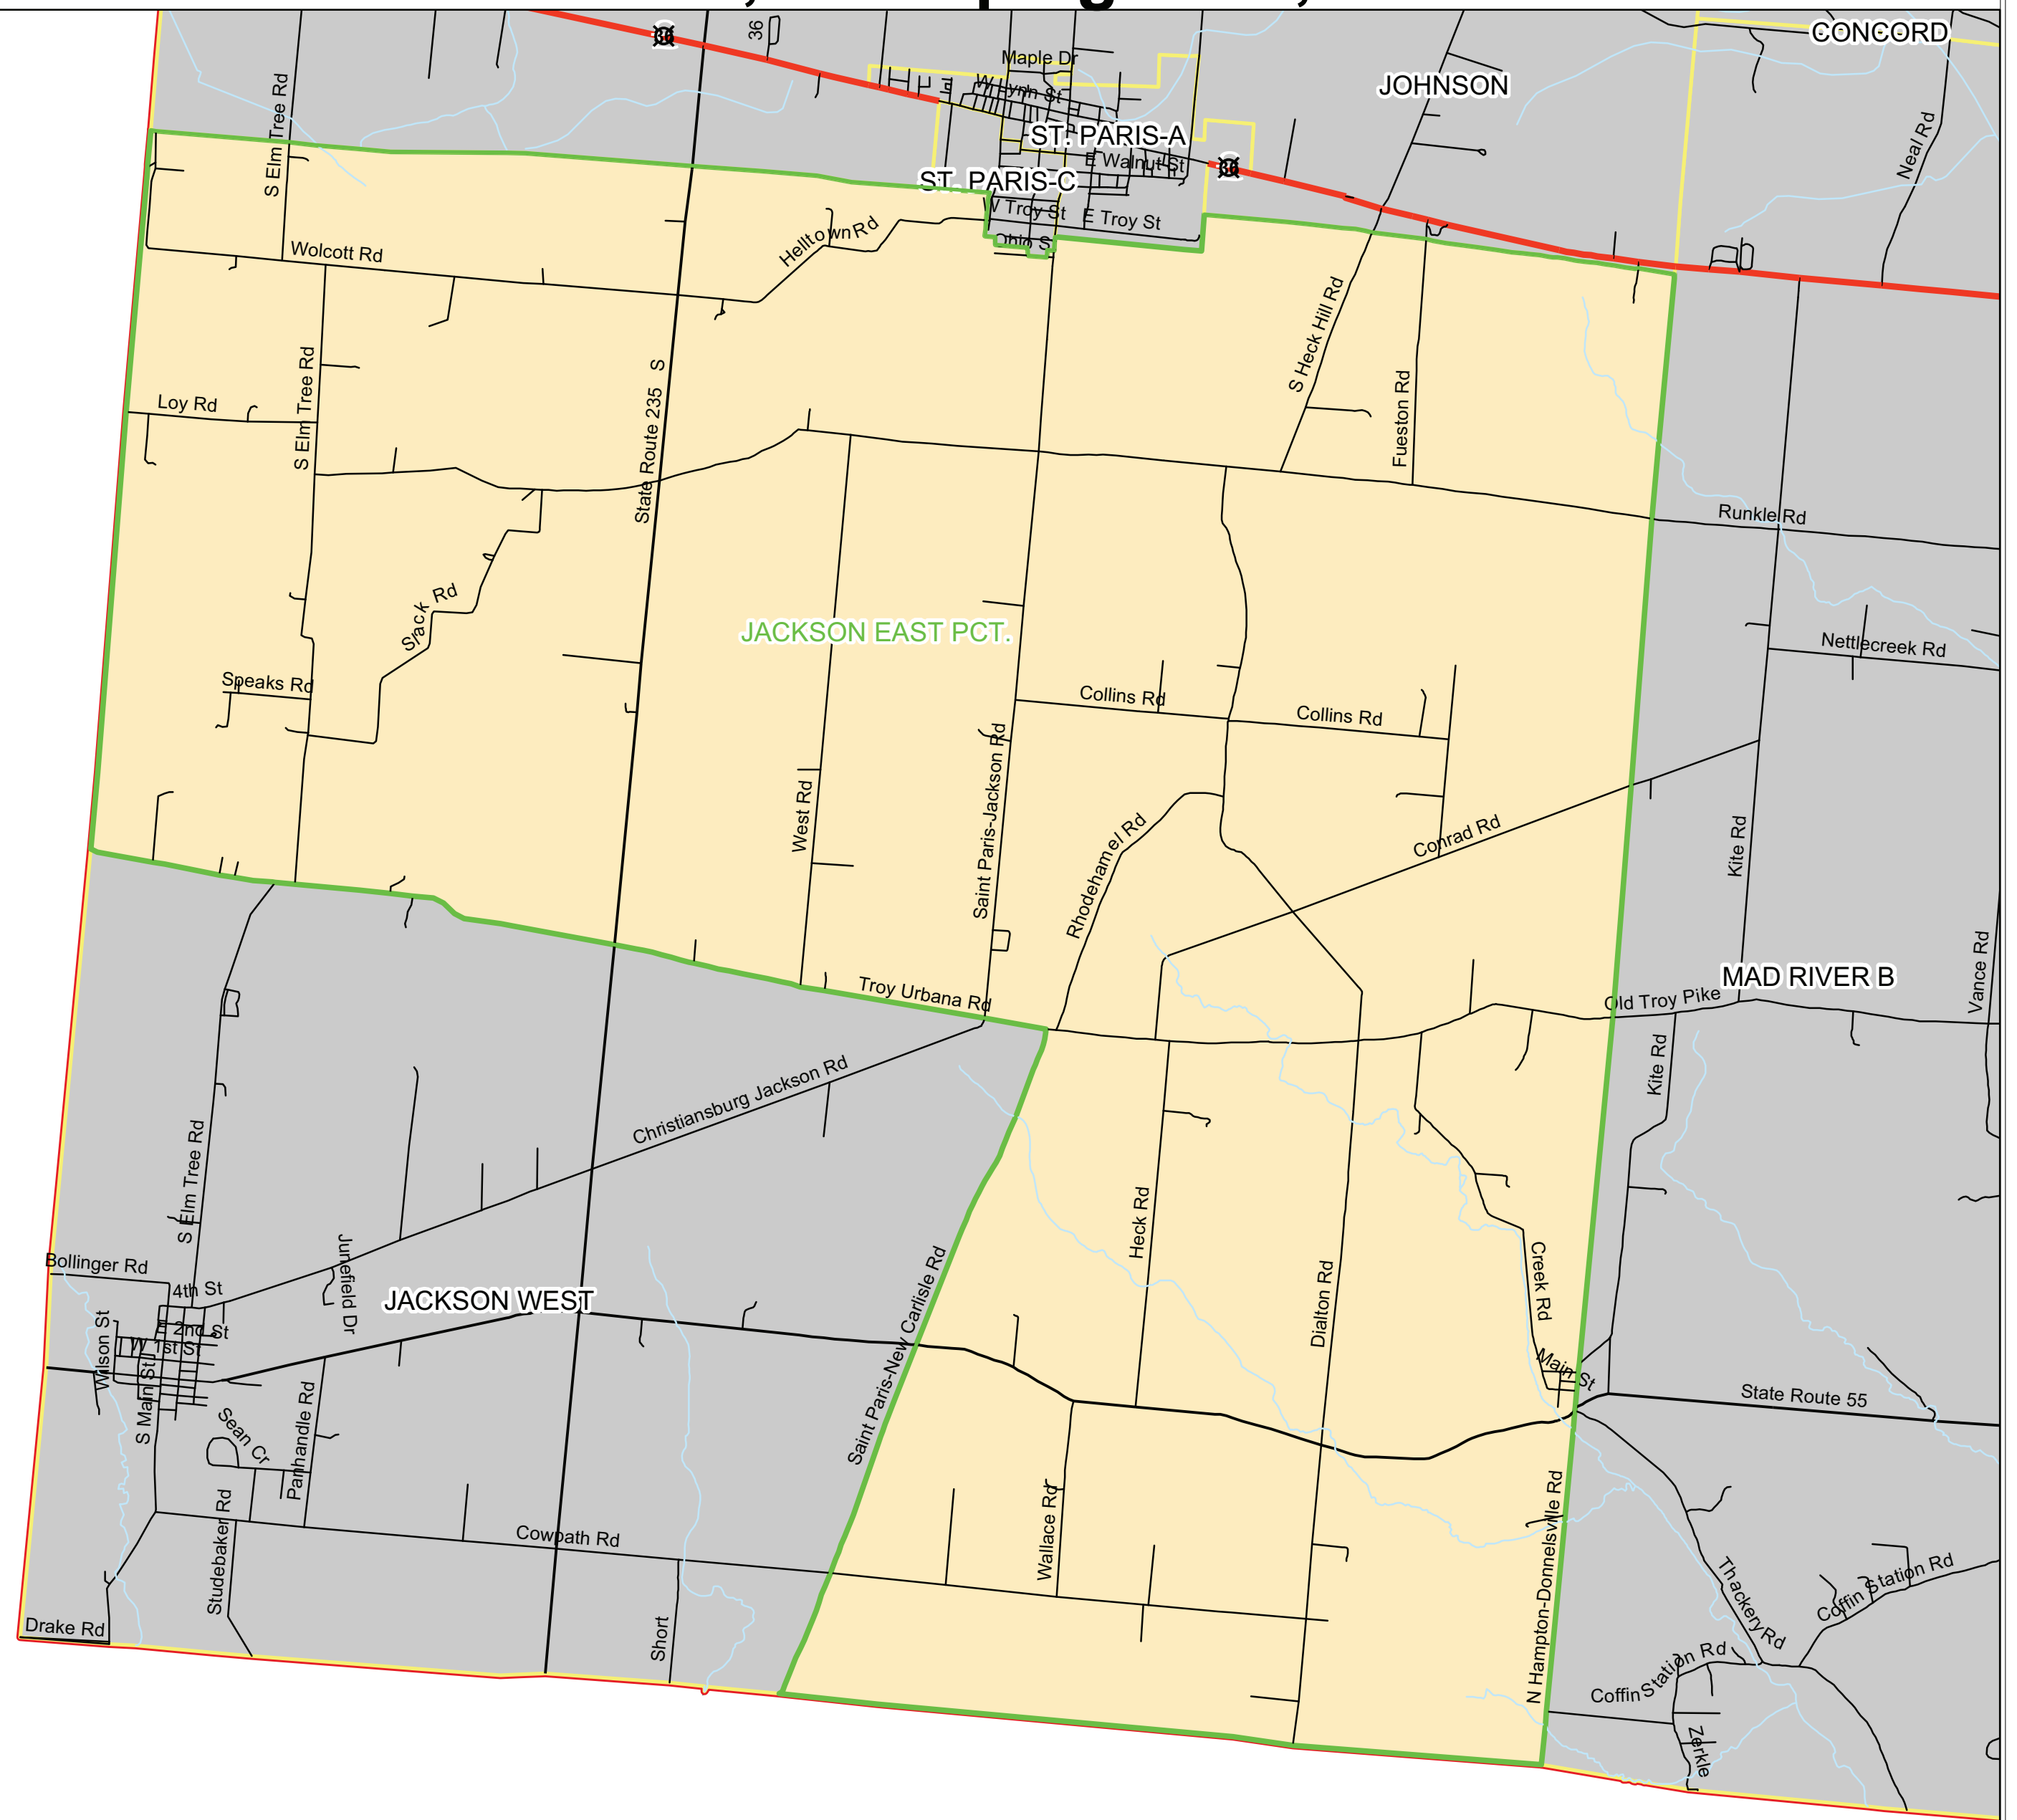 36
36
CONCORD
Maple Dr
JOHNSON
W Lynn St
S Elm Tree Rd
Neal Rd
ST. PARIS-A
E Walnut St
36
ST. PARIS-C
W Troy St
E Troy St
Ohio S
Helltown Rd
Wolcott Rd
S Heck Hill Rd
State Route 235 S
S Elm Tree Rd
Loy Rd
Fueston Rd
Runkle Rd
Slack Rd
JACKSON EAST PCT.
Nettlecreek Rd
Speaks Rd
Collins Rd
Collins Rd
Saint Paris-Jackson Rd
West Rd
Rhodehamel Rd
Conrad Rd
Kite Rd
MAD RIVER B
Vance Rd
Troy Urbana Rd
Old Troy Pike
Kite Rd
Christiansburg Jackson Rd
S Elm Tree Rd
Heck Rd
Bollinger Rd
4th St
Junefield Dr
JACKSON WEST
Saint Paris-New Carlisle Rd
Dialton Rd
Creek Rd
E 2nd St
W 1st St
Wilson St
S Main St
Main St
State Route 55
Sean Cr
Panhandle Rd
Studebaker Rd
Cowpath Rd
Wallace Rd
N Hampton-Donnelsville Rd
Thackery Rd
Coffin Station Rd
Drake Rd
Short
Coffin Station Rd
Zerkle